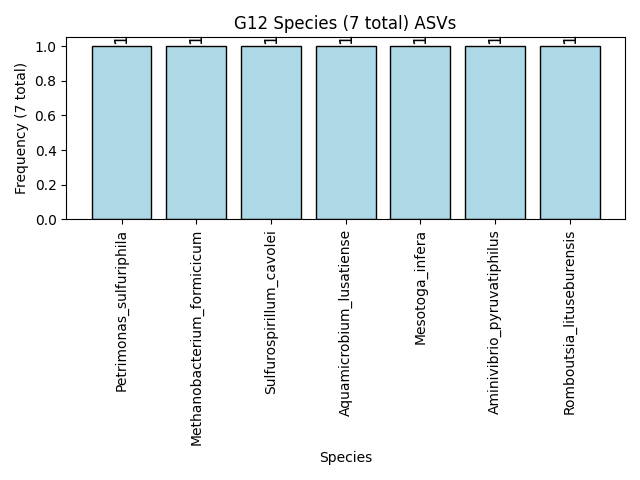 G12 Species (7 total) ASVs
Frequency (7 total)
1.0
0.8
0.6
0.4
0.2
0.0
1
1
1
1
1
1
1
Petrimonas_sulfuriphila
Methanobacterium_formicicum
Sulfurospirillum_cavolei
Aquamicrobium_lusatiense
Mesotoga_infera
Aminivibrio_pyruvatiphilus
Romboutsia_lituseburensis
Species